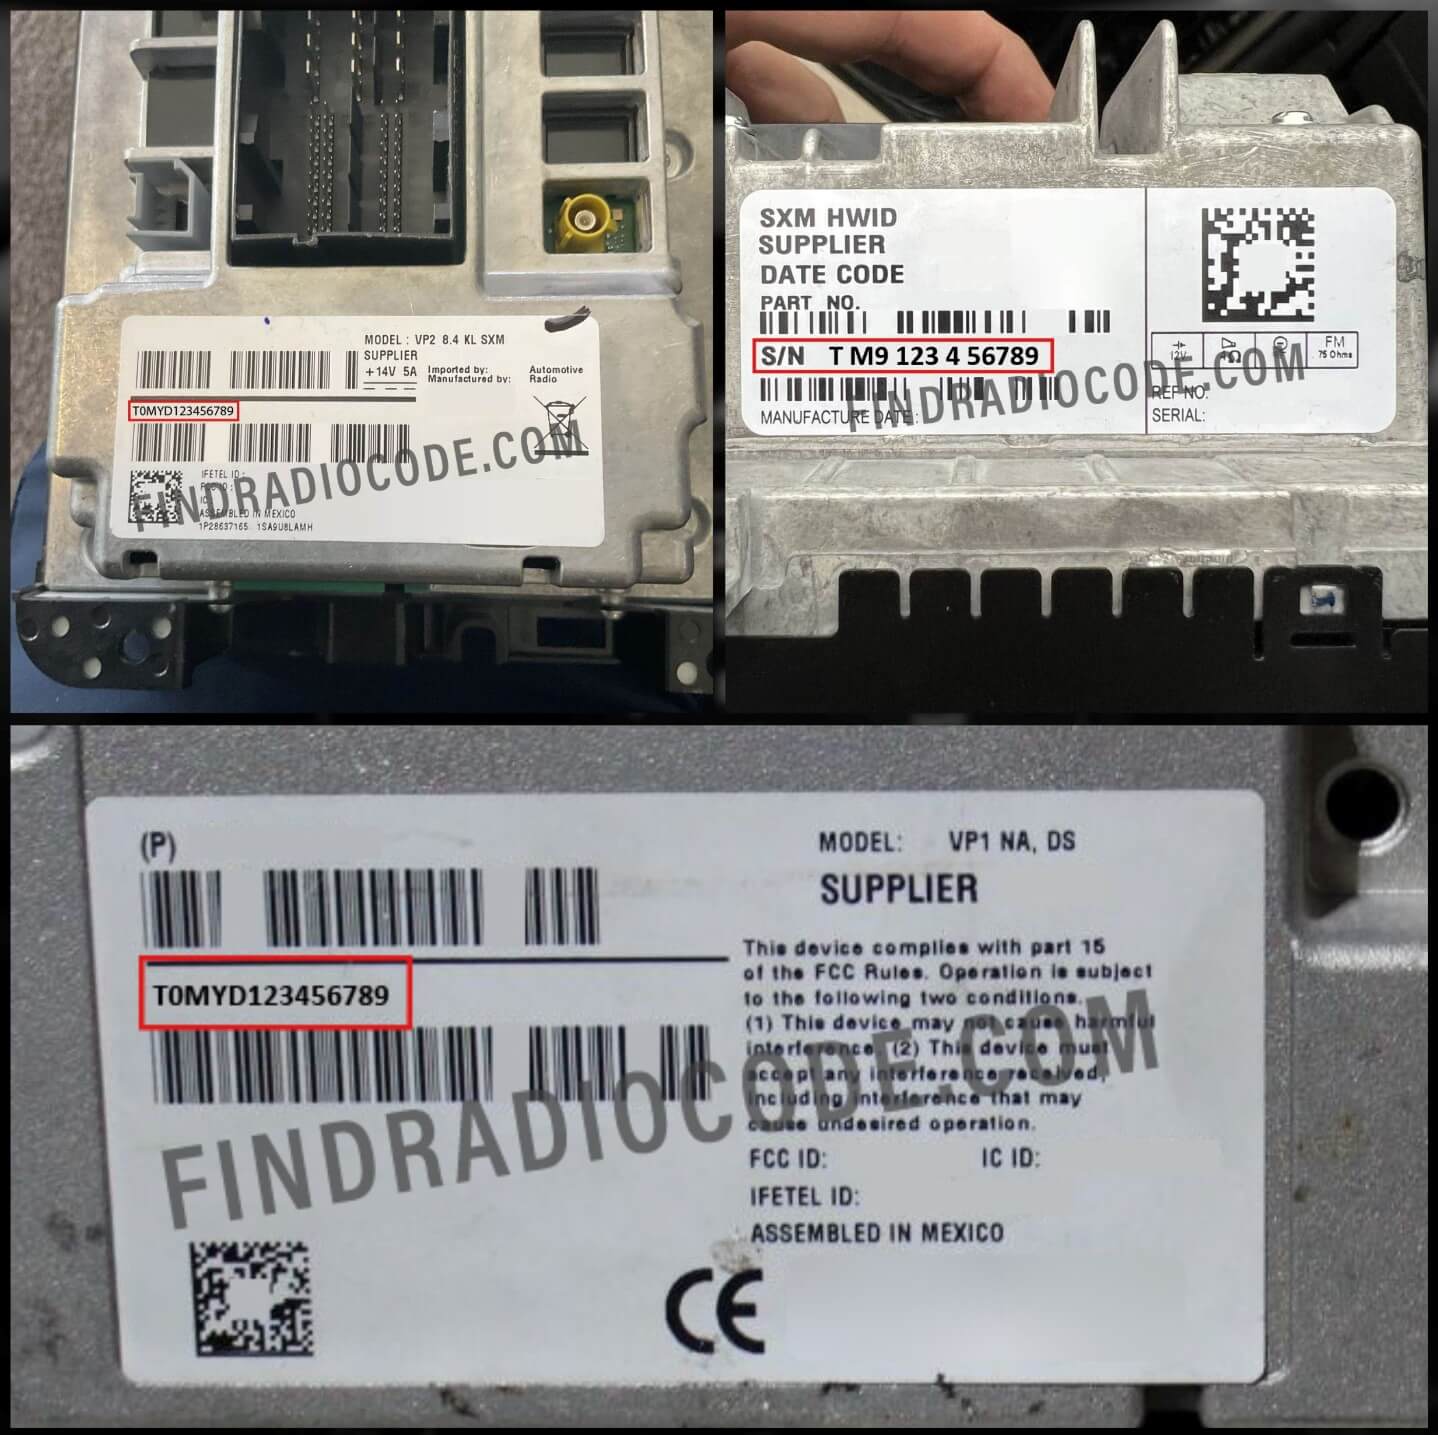 MODEL : VP2 8.4 KL SXM
SUPPLIER
+14V 5A
Imported by:
Manufactured by:
Automotive
Radio
T0MYD123456789
IFETEL ID :
ASSEMBLED IN MEXICO
1P28637165 1SA9U8LAMH
FINDRADIOCODE.COM
SXM HWID
SUPPLIER
DATE CODE
PART NO.
S/N T M9 123 4 56789
MANUFACTURE DATE :
12V
4Ω
FM
75 Ohms
REF NO:
SERIAL:
FINDRADIOCODE.COM
(P)
MODEL: VP1 NA, DS
SUPPLIER
T0MYD123456789
This device complies with part 15
of the FCC Rules. Operation is subject
to the following two conditions.
(1) This device may not cause harmful
interference, (2) This device must
accept any interference received,
including interference that may
cause undesired operation.
FCC ID: IC ID:
IFETEL ID:
ASSEMBLED IN MEXICO
CE
FINDRADIOCODE.COM